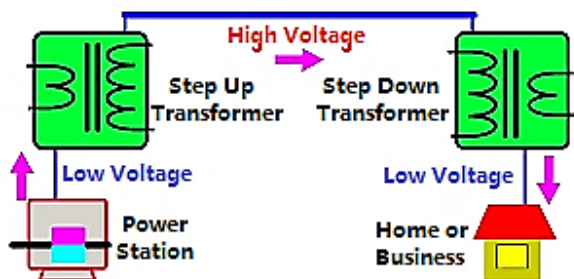 High Voltage
Step Up
Transformer
Step Down
Transformer
Low Voltage
Low Voltage
Power
Station
Home or
Business